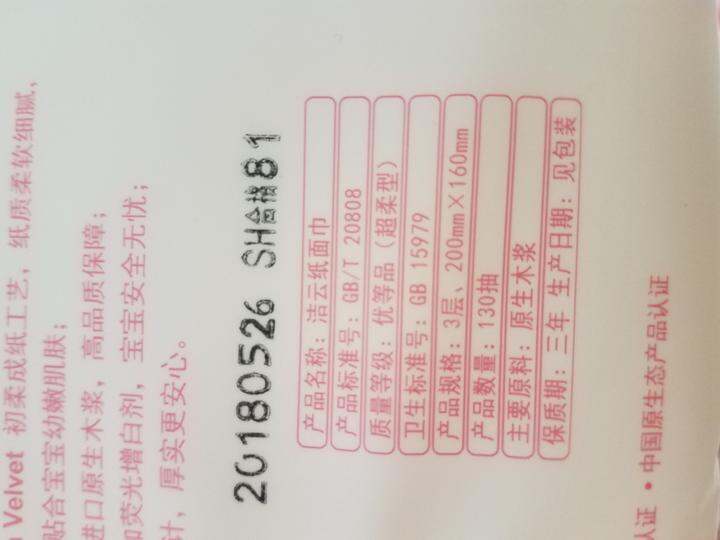 Velvet 初柔成纸工艺，纸质柔软细腻，
贴合宝宝幼嫩肌肤；
进口原生木浆，高品质保障；
荧光增白剂，宝宝安全无忧；
计，厚实更安心。
20180526 SH合格81
产品名称：洁云纸面巾
产品标准号：GB/T 20808
质量等级：优等品（超柔型）
卫生标准号：GB 15979
产品规格：3层、200mm×160mm
产品数量：130抽
主要原料：原生木浆
保质期：三年 生产日期：见包装
认证 • 中国原生态产品认证